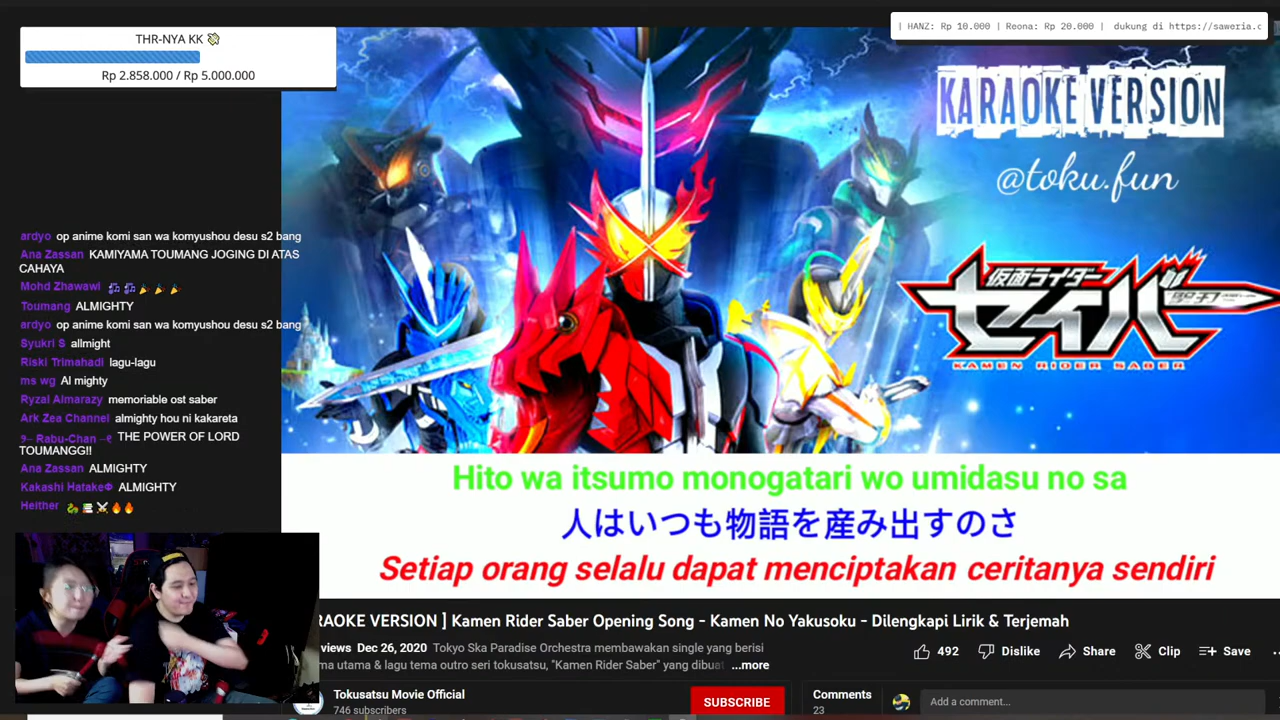 | HANZ: Rp 10.000 | Reona: Rp 20.000 | dukung di https://saweria.c
THR-NYA KK
Rp 2.858.000 / Rp 5.000.000
KARAOKE VERSION
@toku.fun
仮面ライダー
セイバー
聖刃
KAMEN RIDER SABER
ardyo op anime komi san wa komyushou desu s2 bang
Ana Zassan KAMIYAMA TOUMANG JOGING DI ATAS
CAHAYA
Mohd Zhawawi 🎶🎶🎉🎉🎉
Toumang ALMIGHTY
ardyo op anime komi san wa komyushou desu s2 bang
Syukri S allmight
Riski Trimahadi lagu-lagu
ms wg Al mighty
Ryzal Almarazy memoriable ost saber
Ark Zea Channel almighty hou ni kakareta
Rabu-Chan THE POWER OF LORD
TOUMANGG!!
Ana Zassan ALMIGHTY
Kakashi Hatake ALMIGHTY
Heither
Hito wa itsumo monogatari wo umidasu no sa
人はいつも物語を産み出すのさ
Setiap orang selalu dapat menciptakan ceritanya sendiri
RAOKE VERSION ] Kamen Rider Saber Opening Song - Kamen No Yakusoku - Dilengkapi Lirik & Terjemah
views Dec 26, 2020 Tokyo Ska Paradise Orchestra membawakan single yang berisi
ma utama & lagu tema outro seri tokusatsu, "Kamen Rider Saber" yang dibuat ...more
492 Dislike Share Clip Save
Tokusatsu Movie Official
746 subscribers
SUBSCRIBE
Comments
23
Add a comment...